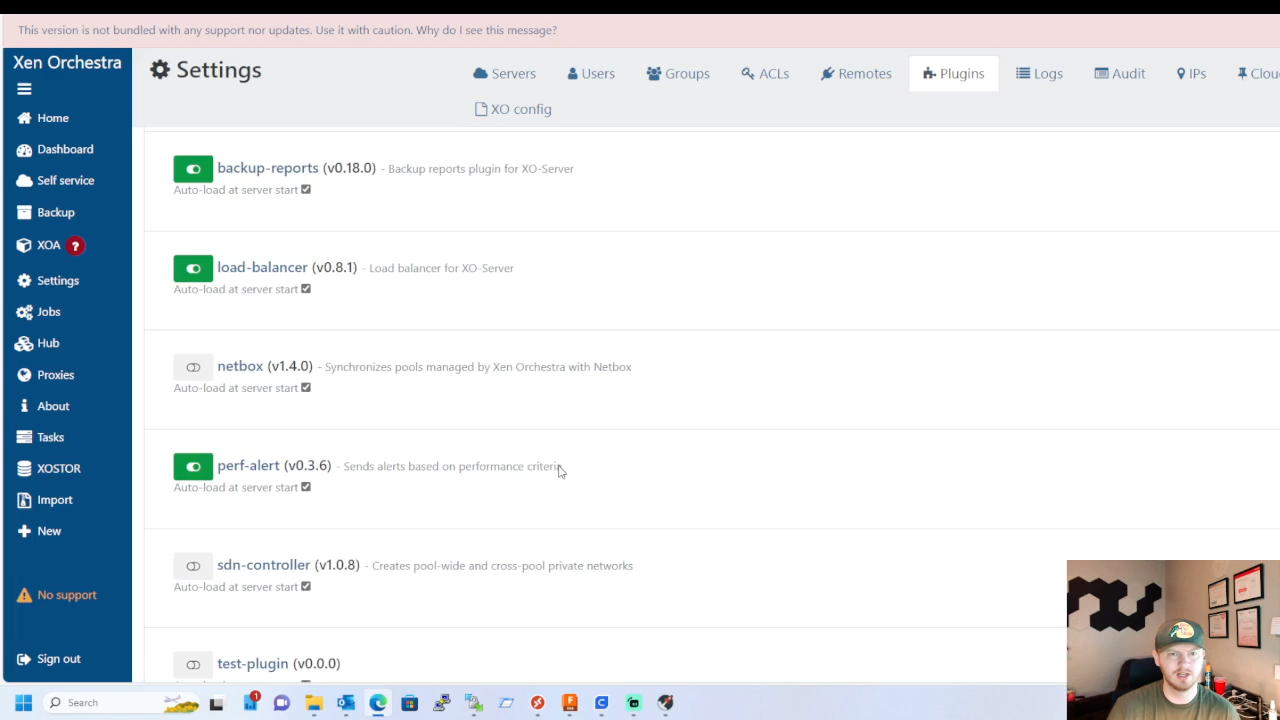 This version is not bundled with any support nor updates. Use it with caution. Why do I see this message?
Xen Orchestra
Settings
Servers
Users
Groups
ACLs
Remotes
Plugins
Logs
Audit
IPs
Clou
XO config
Home
Dashboard
Self service
Backup
XOA ?
Settings
Jobs
Hub
Proxies
About
Tasks
XOSTOR
Import
New
No support
Sign out
backup-reports (v0.18.0) - Backup reports plugin for XO-Server
Auto-load at server start
load-balancer (v0.8.1) - Load balancer for XO-Server
Auto-load at server start
netbox (v1.4.0) - Synchronizes pools managed by Xen Orchestra with Netbox
Auto-load at server start
perf-alert (v0.3.6) - Sends alerts based on performance criteria
Auto-load at server start
sdn-controller (v1.0.8) - Creates pool-wide and cross-pool private networks
Auto-load at server start
test-plugin (v0.0.0)
Search
1